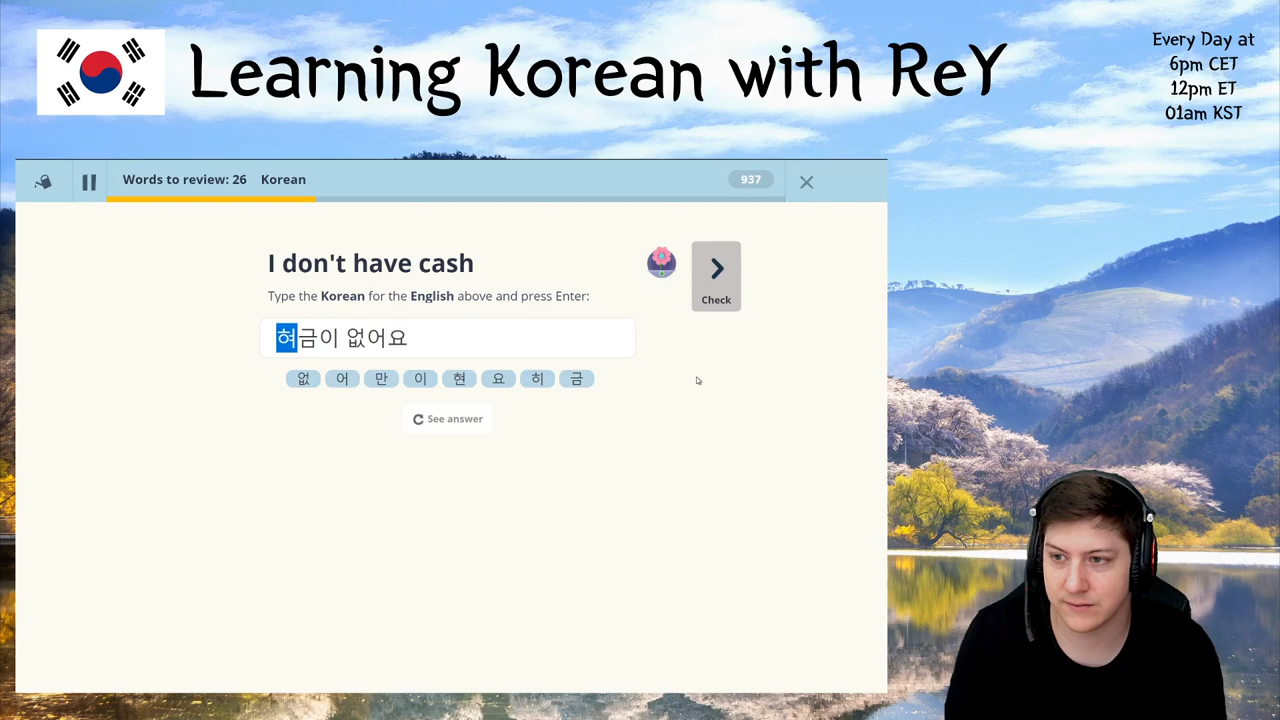 Learning Korean with ReY
Every Day at
6pm CET
12pm ET
01am KST
Words to review: 26 Korean
937
I don't have cash
Type the Korean for the English above and press Enter:
Check
혀금이 없어요
없 어 만 이 현 요 히 금
See answer